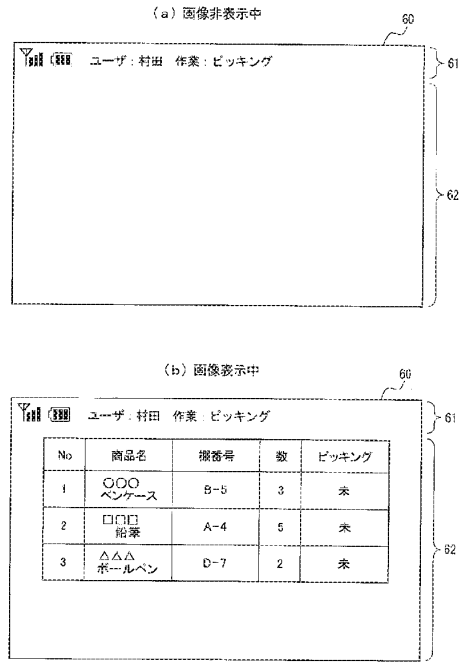 (a) 画像非表示中
60
ユーザ:村田 作業:ピッキング
61
62
(b) 画像表示中
60
ユーザ:村田 作業:ピッキング
61
No 商品名 棚番号 数 ピッキング
1 ○○○ペンケース B-5 3 未
2 □□□鉛筆 A-4 5 未
3 △△△ボールペン D-7 2 未
62